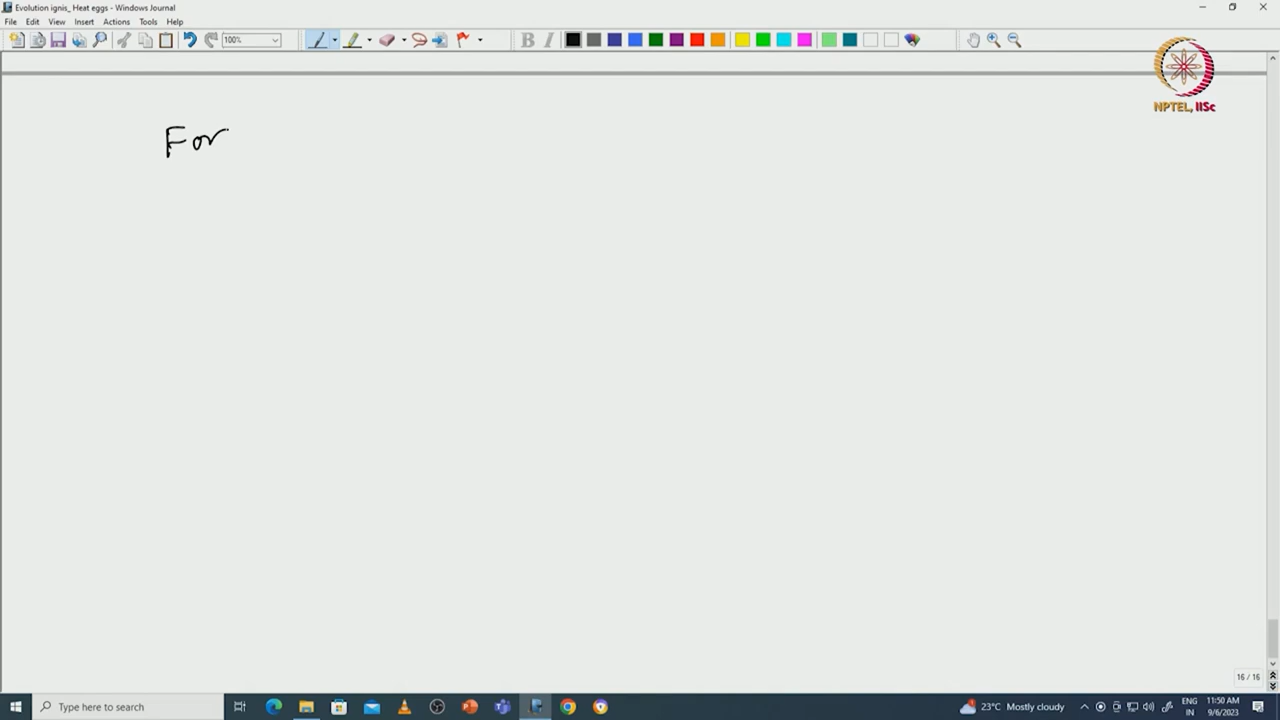 Evolution ignis_ Heat eggs - Windows Journal
File Edit View Insert Actions Tools Help
100%
B I
NPTEL, IISc
For
16 / 16
Type here to search
23°C Mostly cloudy
ENG
IN
11:50 AM
9/6/2023